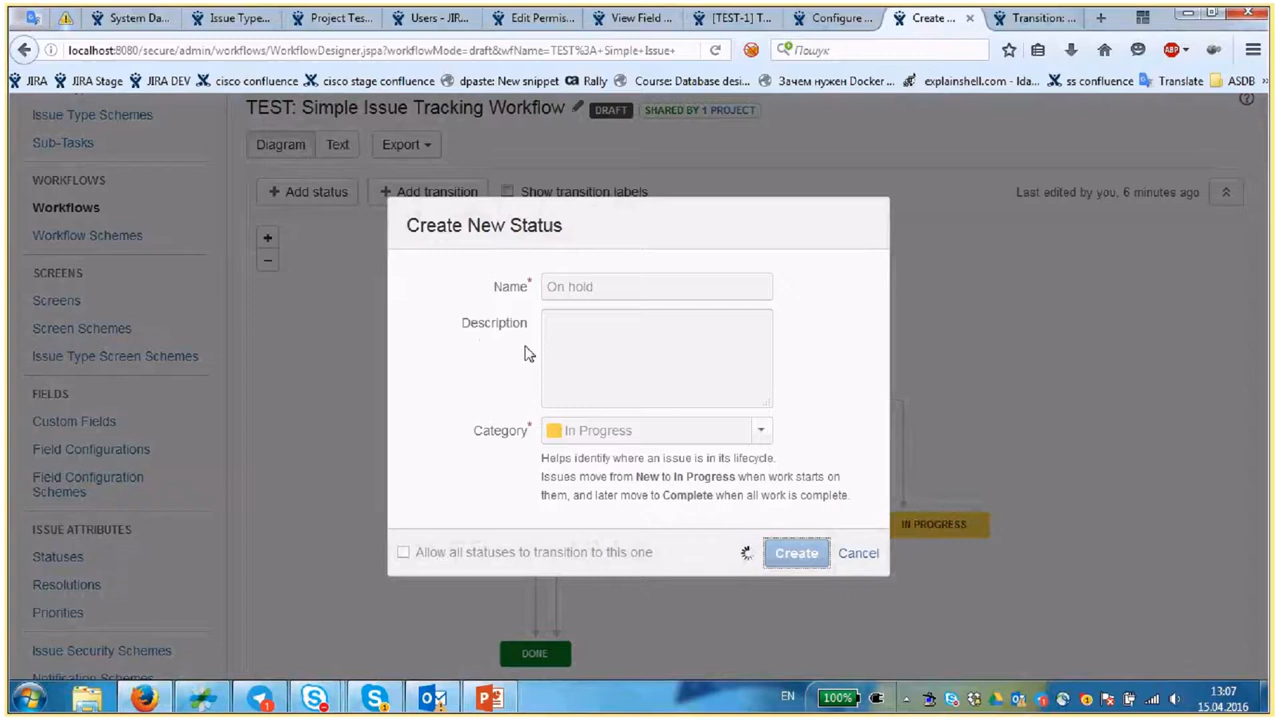 System Da...
Issue Type...
Project Tes...
Users - JIR...
Edit Permis...
View Field ...
[TEST-1] T...
Configure ...
Create ...
Transition: ...
localhost:8080/secure/admin/workflows/WorkflowDesigner.jspa?workflowMode=draft&wfName=TEST%3A+Simple+Issue+
Пошук
ABP
JIRA
JIRA Stage
JIRA DEV
cisco confluence
cisco stage confluence
dpaste: New snippet
ca Rally
Course: Database desi...
Зачем нужен Docker ...
explainshell.com - Ida...
ss confluence
Translate
ASDB
Issue Type Schemes
Sub-Tasks
WORKFLOWS
Workflows
Workflow Schemes
SCREENS
Screens
Screen Schemes
Issue Type Screen Schemes
FIELDS
Custom Fields
Field Configurations
Field Configuration
Schemes
ISSUE ATTRIBUTES
Statuses
Resolutions
Priorities
Issue Security Schemes
Notification Schemes
TEST: Simple Issue Tracking Workflow
DRAFT
SHARED BY 1 PROJECT
Diagram
Text
Export
+ Add status
+ Add transition
Show transition labels
Last edited by you, 6 minutes ago
Create New Status
Name*
On hold
Description
Category*
In Progress
Helps identify where an issue is in its lifecycle.
Issues move from New to In Progress when work starts on
them, and later move to Complete when all work is complete.
Allow all statuses to transition to this one
Create
Cancel
IN PROGRESS
DONE
EN
100%
13:07
15.04.2016